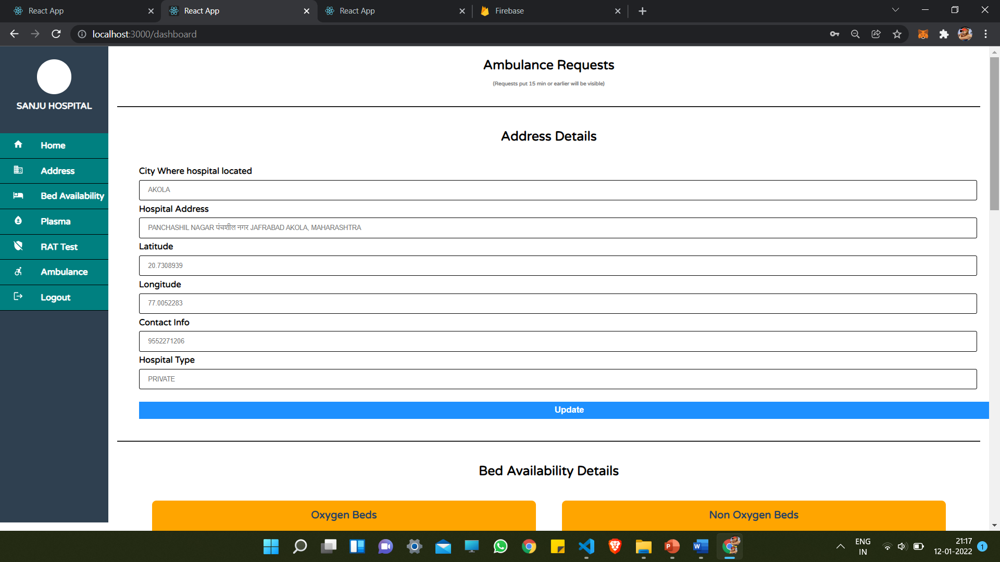 React App
React App
React App
Firebase
localhost:3000/dashboard
SANJU HOSPITAL
Home
Address
Bed Availability
Plasma
RAT Test
Ambulance
Logout
Ambulance Requests
(Requests put 15 min or earlier will be visible)
Address Details
City Where hospital located
AKOLA
Hospital Address
PANCHASHIL NAGAR पंचशील नगर JAFRABAD AKOLA, MAHARASHTRA
Latitude
20.7308939
Longitude
77.0052283
Contact Info
9552271206
Hospital Type
PRIVATE
Update
Bed Availability Details
Oxygen Beds
Non Oxygen Beds
ENG
IN
21:17
12-01-2022
1